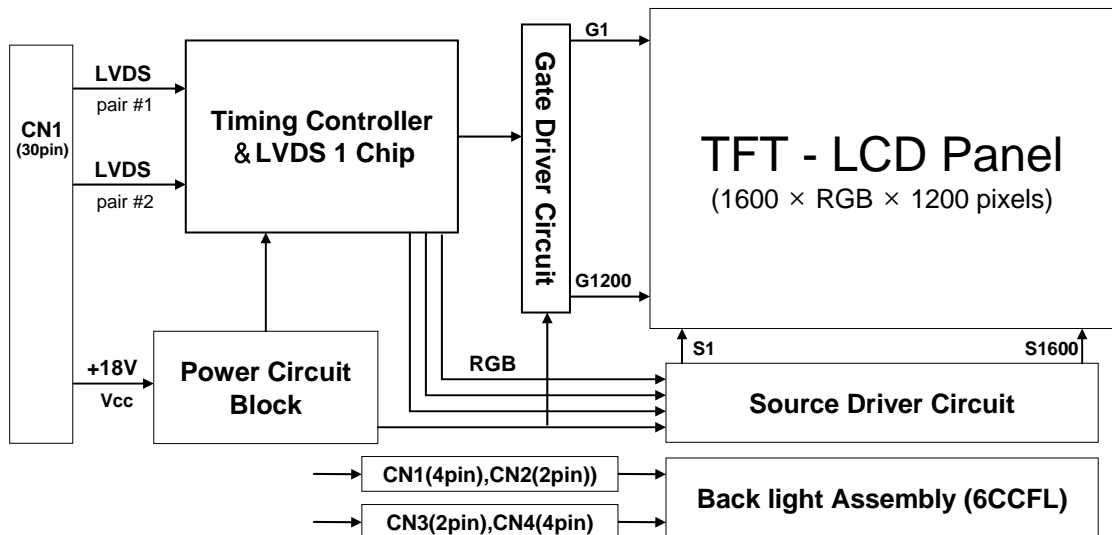 CN1
(30pin)
LVDS
pair #1
LVDS
pair #2
+18V
Vcc
Timing Controller
&LVDS 1 Chip
Power Circuit
Block
Gate Driver Circuit
G1
G1200
TFT - LCD Panel
(1600 × RGB × 1200 pixels)
S1
S1600
RGB
Source Driver Circuit
CN1(4pin),CN2(2pin))
CN3(2pin),CN4(4pin)
Back light Assembly (6CCFL)